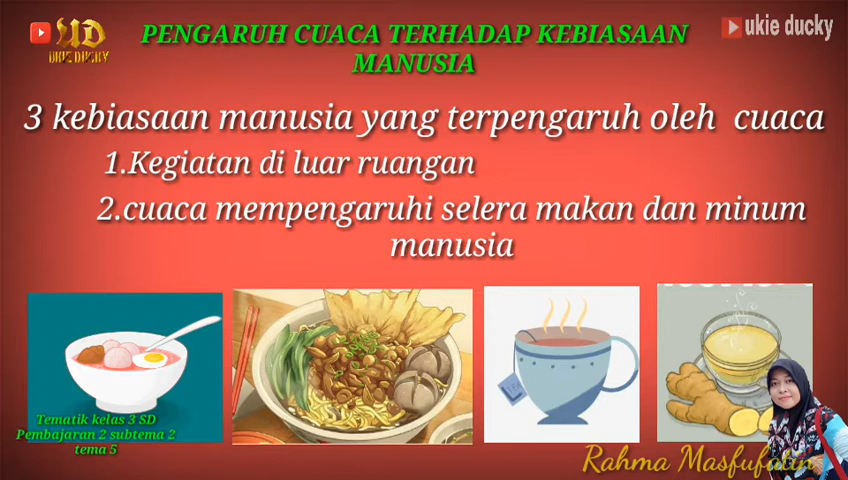 UD
UKIE DUCKY
PENGARUH CUACA TERHADAP KEBIASAAN
MANUSIA
ukie ducky
3 kebiasaan manusia yang terpengaruh oleh cuaca
1.Kegiatan di luar ruangan
2.cuaca mempengaruhi selera makan dan minum
manusia
TEA
Tematik kelas 3 SD
Pembajaran 2 subtema 2
tema 5
Rahma Masfufatin